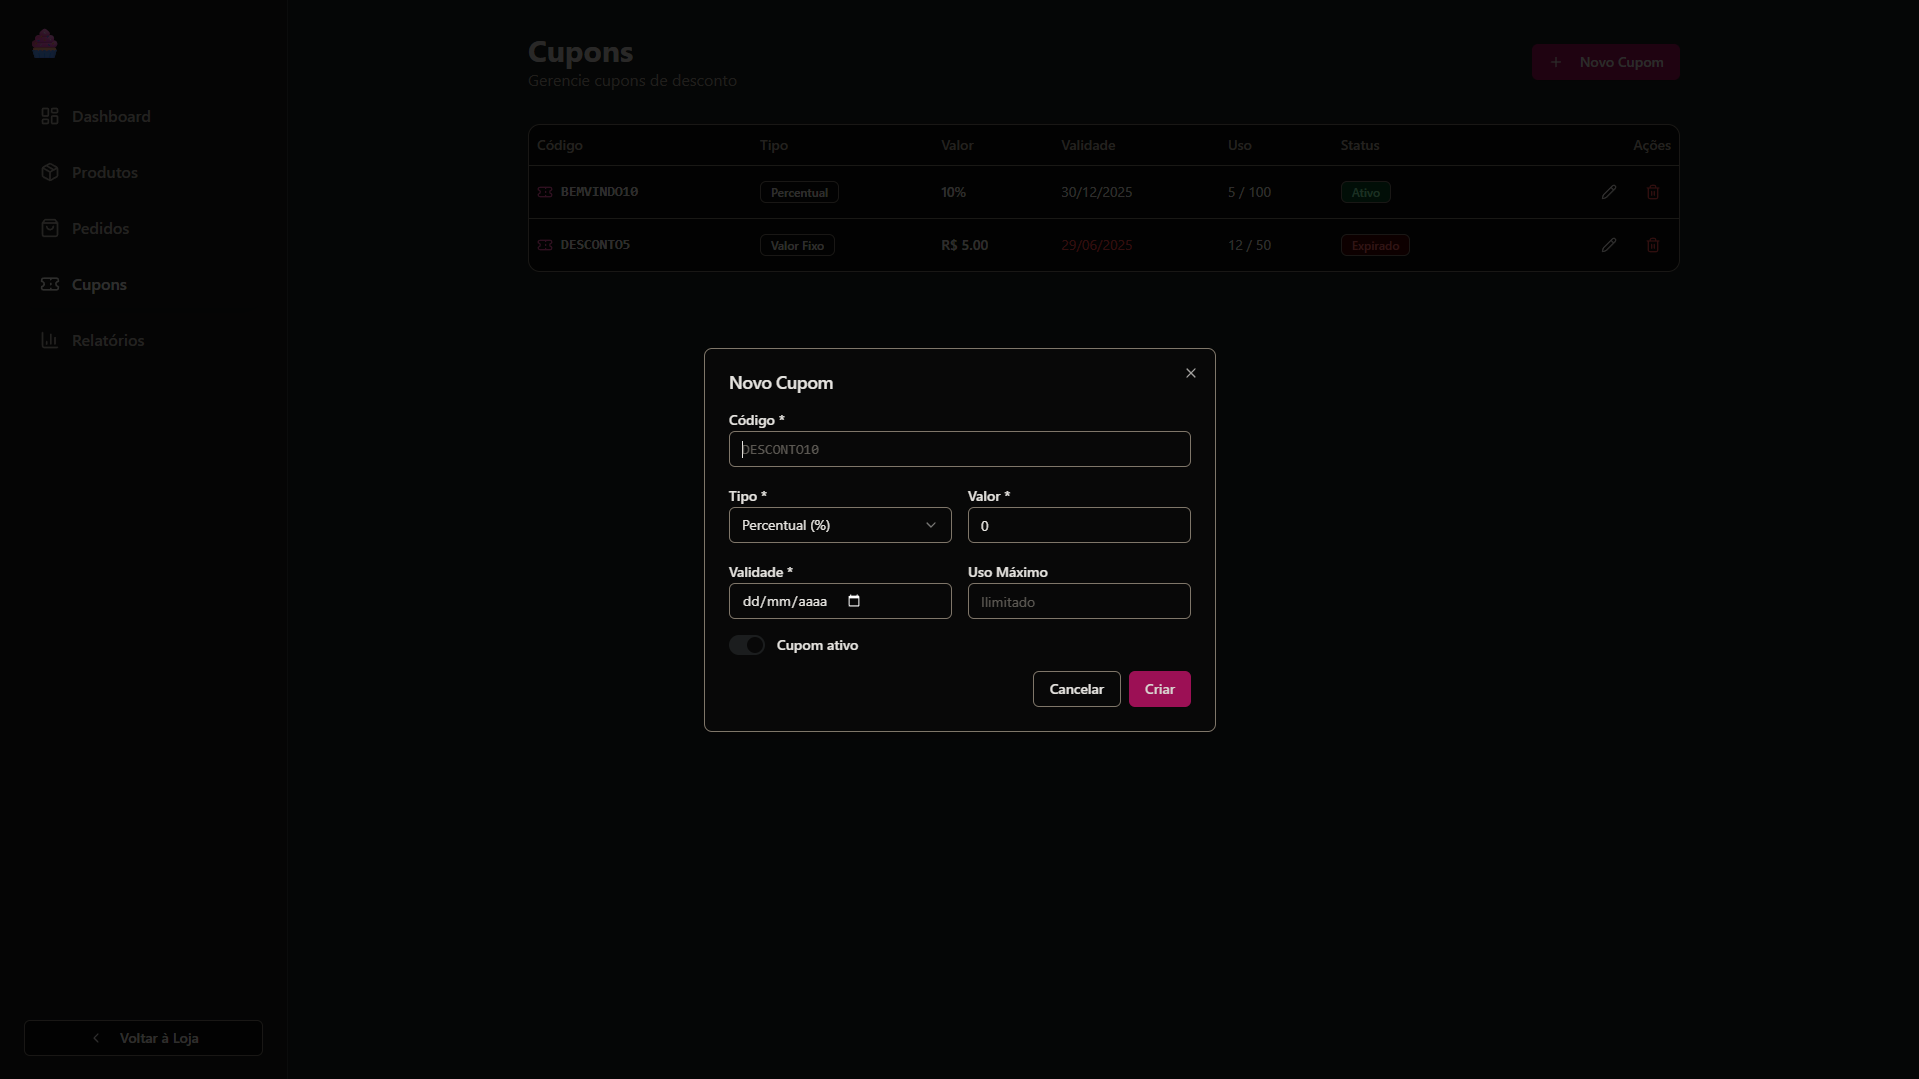 Cupons
Gerencie cupons de desconto
+ Novo Cupom
Dashboard
Produtos
Pedidos
Cupons
Relatórios
Código Tipo Valor Validade Uso Status Ações
BEMVINDO10 Percentual 10% 30/12/2025 5 / 100 Ativo
DESCONTO5 Valor Fixo R$ 5.00 29/06/2025 12 / 50 Expirado
Novo Cupom
Código *
DESCONTO10
Tipo * Valor *
Percentual (%) 0
Validade * Uso Máximo
dd/mm/aaaa Ilimitado
Cupom ativo
Cancelar Criar
Voltar à Loja